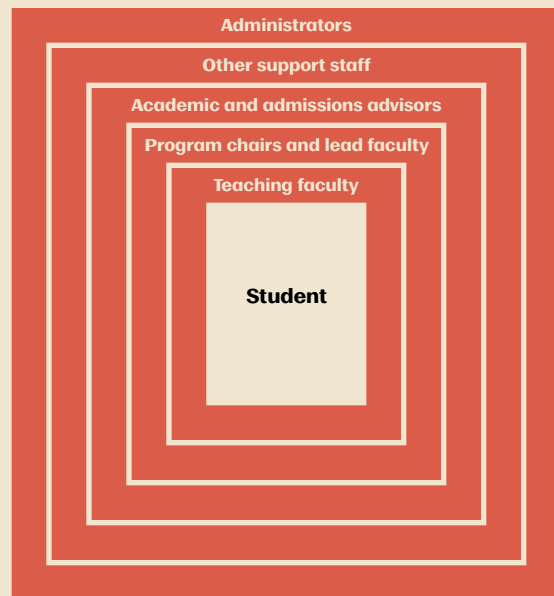 Administrators
Other support staff
Academic and admissions advisors
Program chairs and lead faculty
Teaching faculty
Student